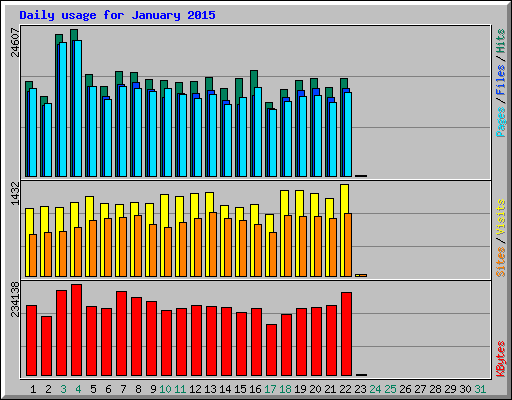 Daily usage for January 2015
24607
Pages / Files / Hits
1432
Sites / Visits
234138
KBytes
1 2 3 4 5 6 7 8 9 10 11 12 13 14 15 16 17 18 19 20 21 22 23 24 25 26 27 28 29 30 31